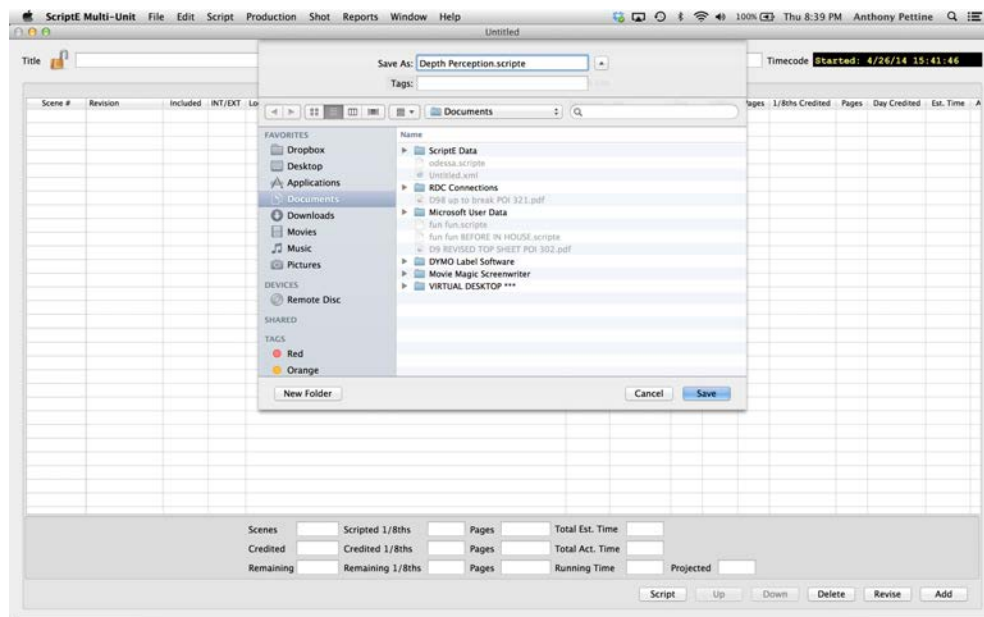 ScriptE Multi-Unit File Edit Script Production Shot Reports Window Help 100% Thu 8:39 PM Anthony Pettine
Untitled
Title
Timecode Started: 4/26/14 15:41:46
Save As: Depth Perception.scripte
Tags:
Scene # Revision Included INT/EXT Lo Pages 1/8ths Credited Pages Day Credited Est. Time A
Documents
FAVORITES
Dropbox
Desktop
Applications
Documents
Downloads
Movies
Music
Pictures
DEVICES
Remote Disc
SHARED
TAGS
Red
Orange
Name
ScriptE Data
odessa.scripte
Untitled.xml
RDC Connections
D98 up to break POI 321.pdf
Microsoft User Data
fun fun.scripte
fun fun BEFORE IN HOUSE.scripte
D9 REVISED TOP SHEET POI 302.pdf
DYMO Label Software
Movie Magic Screenwriter
VIRTUAL DESKTOP ***
New Folder Cancel Save
Scenes Scripted 1/8ths Pages Total Est. Time
Credited Credited 1/8ths Pages Total Act. Time
Remaining Remaining 1/8ths Pages Running Time Projected
Script Up Down Delete Revise Add